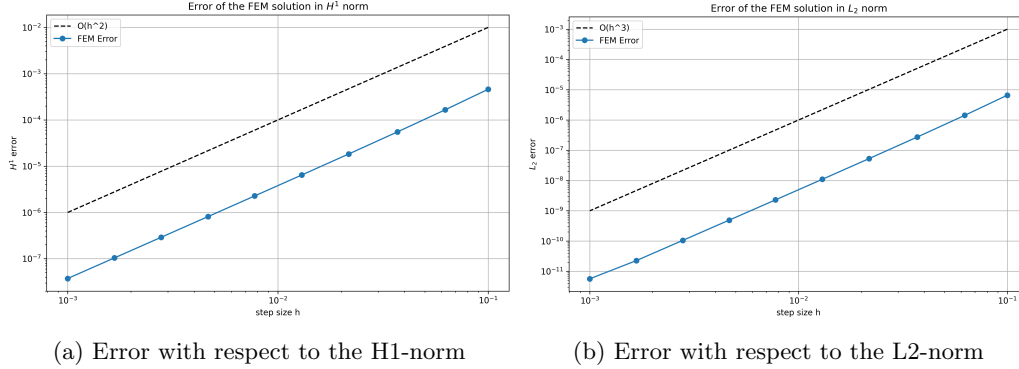 Error of the FEM solution in H¹ norm
O(h^2)
FEM Error
10⁻²
10⁻³
10⁻⁴
10⁻⁵
10⁻⁶
10⁻⁷
H¹ error
10⁻³
10⁻²
10⁻¹
step size h
(a) Error with respect to the H1-norm
Error of the FEM solution in L₂ norm
O(h^3)
FEM Error
10⁻³
10⁻⁴
10⁻⁵
10⁻⁶
10⁻⁷
10⁻⁸
10⁻⁹
10⁻¹⁰
10⁻¹¹
L₂ error
10⁻³
10⁻²
10⁻¹
step size h
(b) Error with respect to the L2-norm